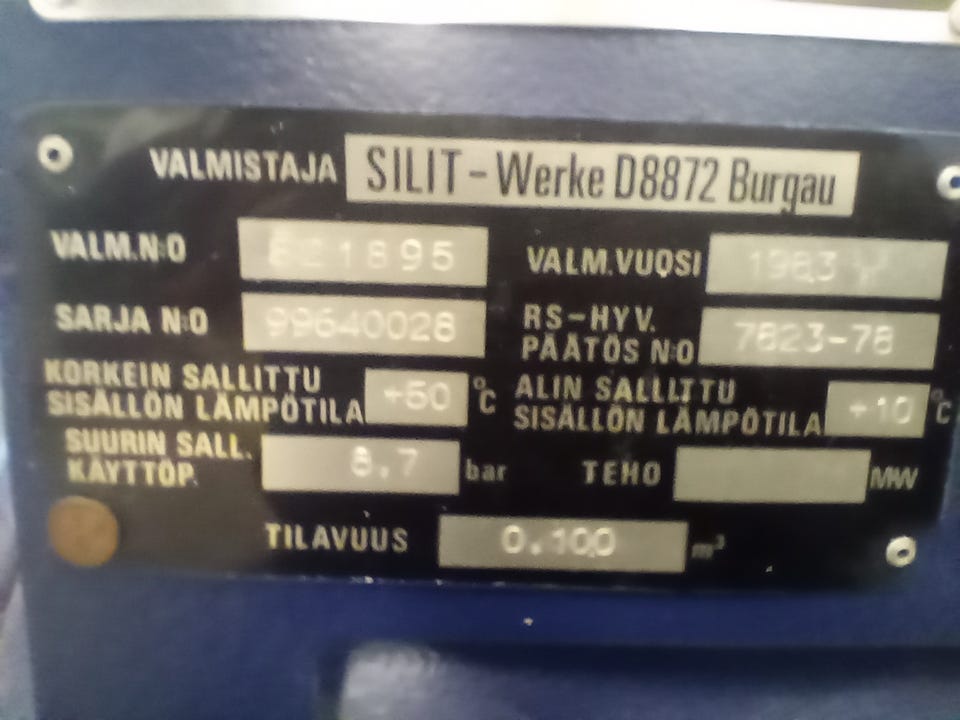 VALMISTAJA SILIT-Werke D8872 Burgau
VALM.N:O VALM.VUOSI 1983
SARJA N:O 99640028 RS-HYV. PÄÄTÖS N:O 7823-78
KORKEIN SALLITTU SISÄLLÖN LÄMPÖTILA °C ALIN SALLITTU SISÄLLÖN LÄMPÖTILA +10 °C
SUURIN SALL. KÄYTTÖP. 8.7 bar TEHO MW
TILAVUUS 0.100 m³